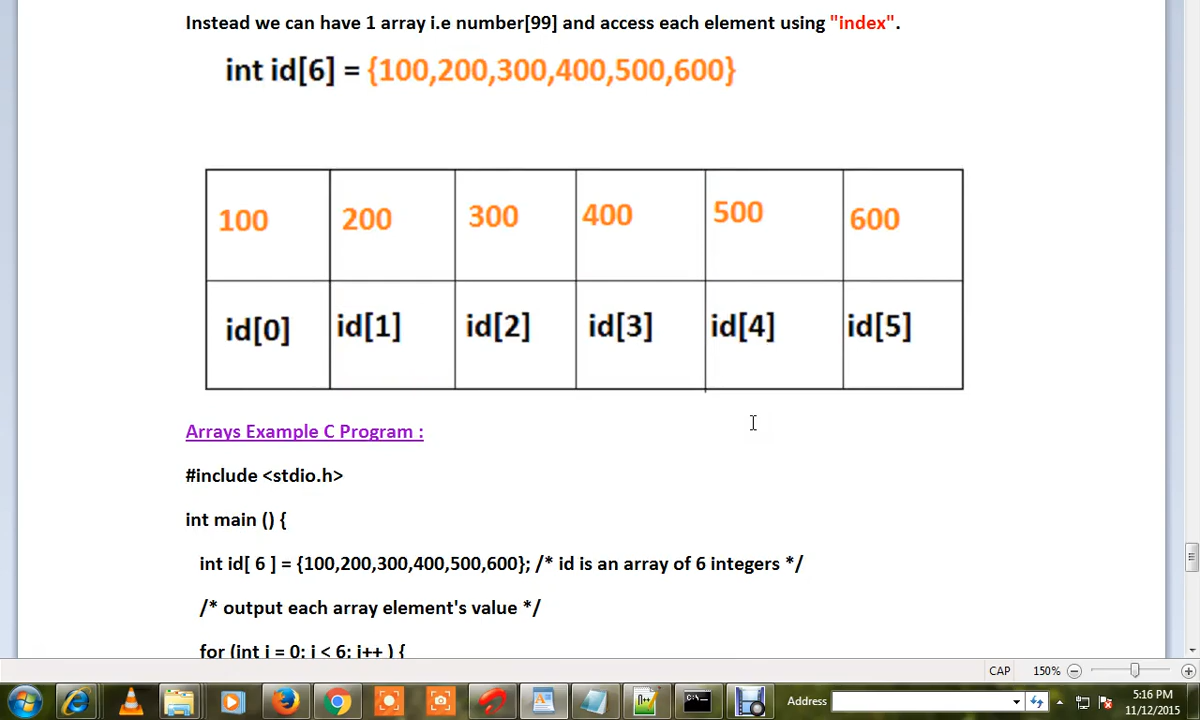 Instead we can have 1 array i.e number[99] and access each element using "index".
int id[6] = {100,200,300,400,500,600}
100 200 300 400 500 600
id[0] id[1] id[2] id[3] id[4] id[5]
Arrays Example C Program :
#include <stdio.h>
int main () {
int id[ 6 ] = {100,200,300,400,500,600}; /* id is an array of 6 integers */
/* output each array element's value */
for (int i = 0; i < 6; i++ ) {
CAP 150%
Address 5:16 PM
11/12/2015